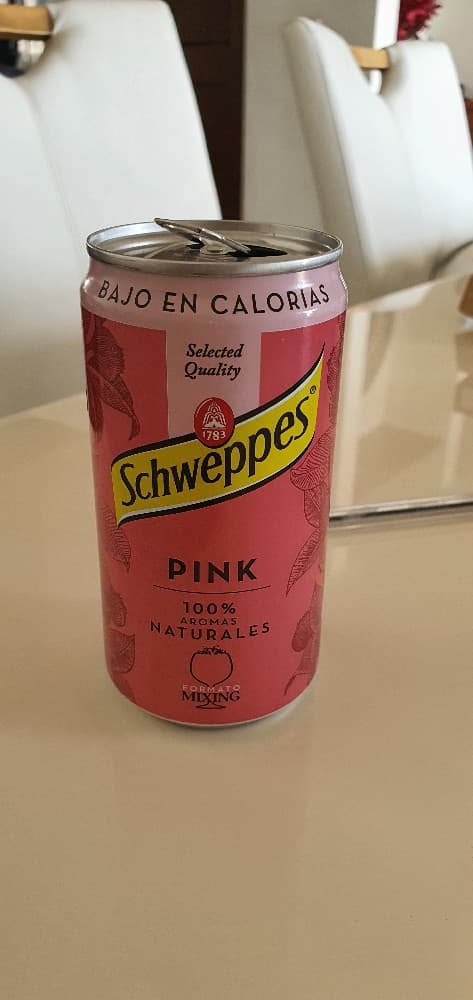 BAJO EN CALORIAS
Selected
Quality
1783
Schweppes®
PINK
100%
AROMAS
NATURALES
FORMATO
MIXING